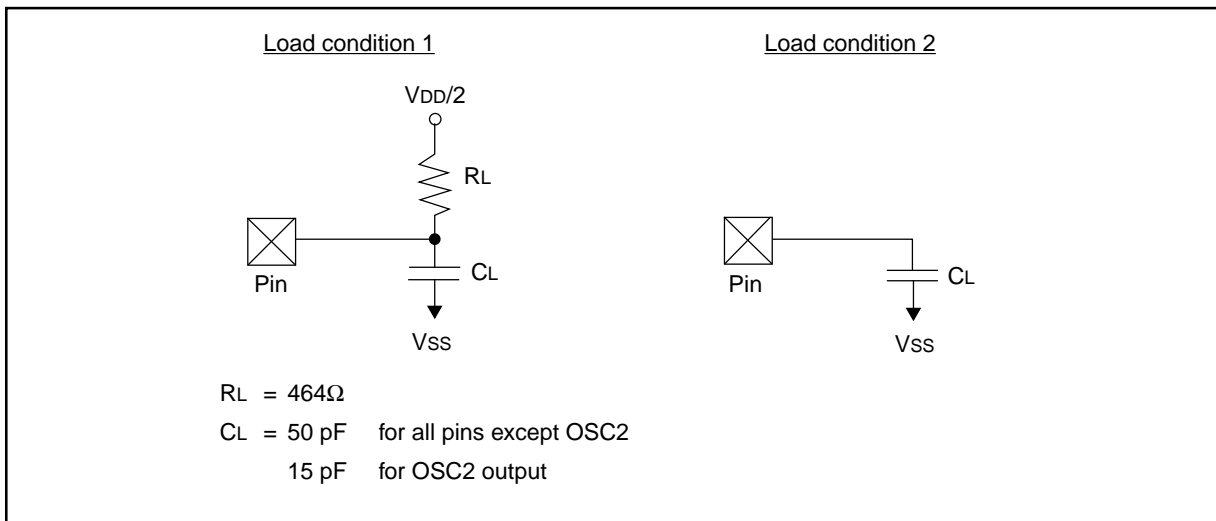 Load condition 1
VDD/2
RL
Pin
CL
VSS
Load condition 2
Pin
CL
VSS
RL = 464Ω
CL = 50 pF for all pins except OSC2
15 pF for OSC2 output